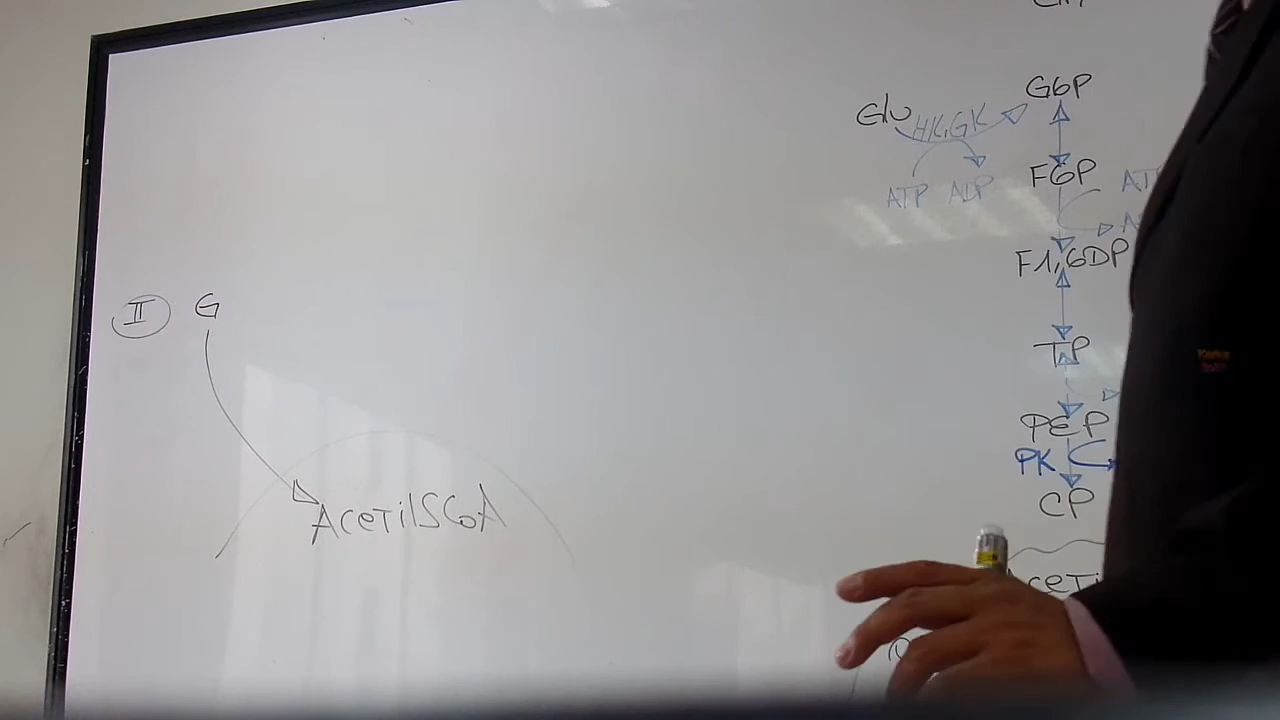 G6P
Glu HK,GK
F6P
ATP ADP
F1,6DP
II G
TP
PEP
PK
CP
AcetilSCoA